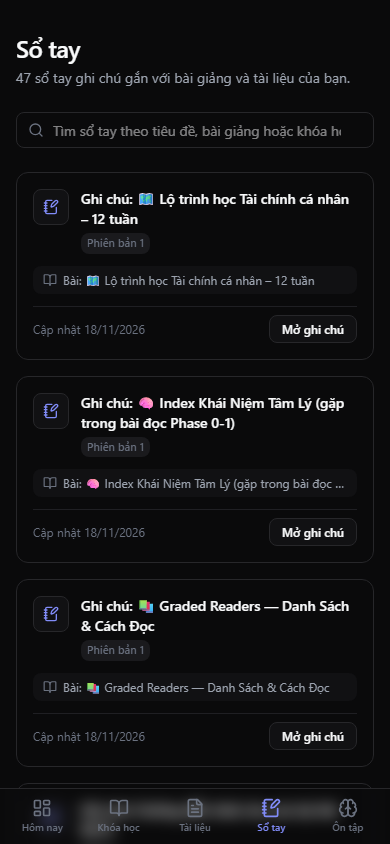 Sổ tay
47 sổ tay ghi chú gắn với bài giảng và tài liệu của bạn.
Tìm sổ tay theo tiêu đề, bài giảng hoặc khóa h
Ghi chú: 🗺️ Lộ trình học Tài chính cá nhân
– 12 tuần
Phiên bản 1
Bài: 🗺️ Lộ trình học Tài chính cá nhân – 12 tuần
Cập nhật 18/11/2026
Mở ghi chú
Ghi chú: 🧠 Index Khái Niệm Tâm Lý (gặp
trong bài đọc Phase 0-1)
Phiên bản 1
Bài: 🧠 Index Khái Niệm Tâm Lý (gặp trong bài đọc ...
Cập nhật 18/11/2026
Mở ghi chú
Ghi chú: 📚 Graded Readers — Danh Sách
& Cách Đọc
Phiên bản 1
Bài: 📚 Graded Readers — Danh Sách & Cách Đọc
Cập nhật 18/11/2026
Mở ghi chú
Hôm nay
Khóa học
Tài liệu
Sổ tay
Ôn tập